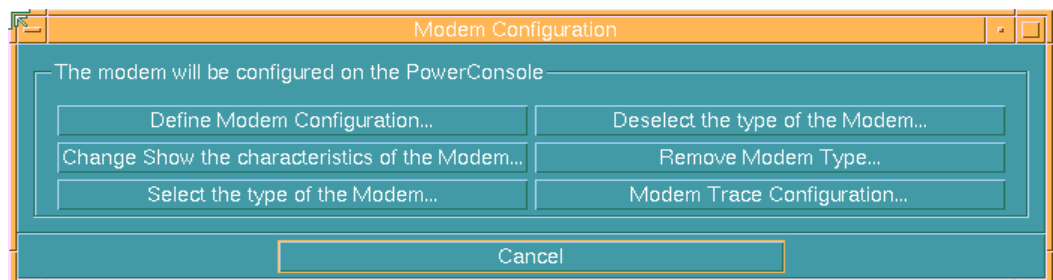 Modem Configuration
The modem will be configured on the PowerConsole
Define Modem Configuration...
Deselect the type of the Modem...
Change Show the characteristics of the Modem...
Remove Modem Type...
Select the type of the Modem...
Modem Trace Configuration...
Cancel